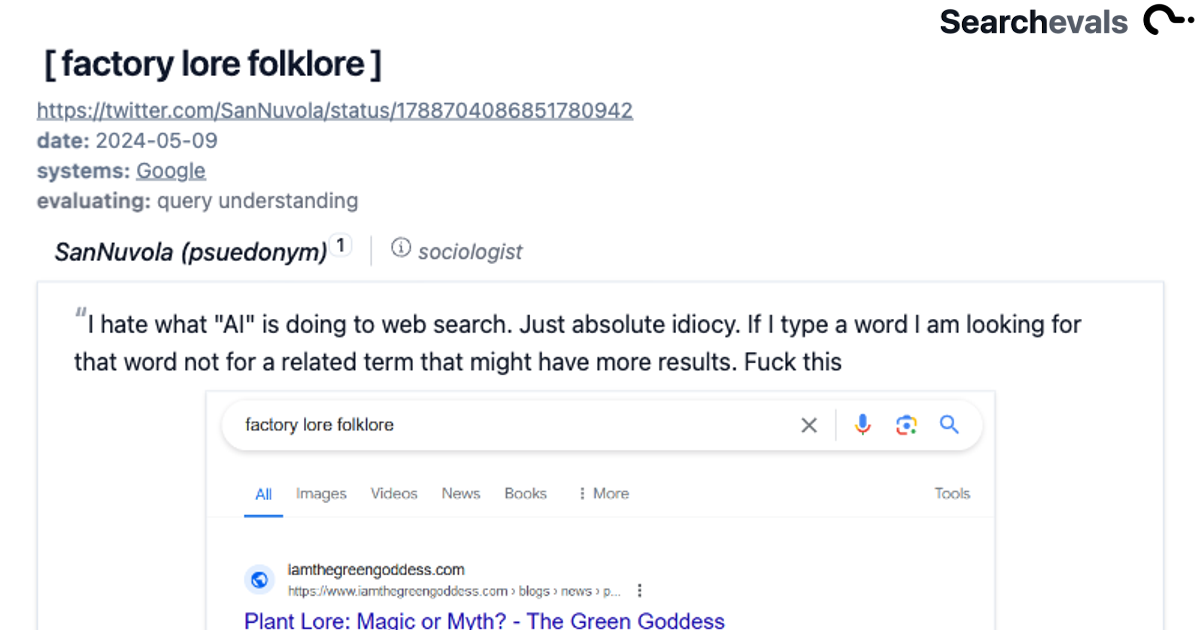 Searchevals
[ factory lore folklore ]
https://twitter.com/SanNuvola/status/1788704086851780942
date: 2024-05-09
systems: Google
evaluating: query understanding
SanNuvola (psuedonym) 1 sociologist
"I hate what "AI" is doing to web search. Just absolute idiocy. If I type a word I am looking for
that word not for a related term that might have more results. Fuck this
factory lore folklore
All Images Videos News Books More Tools
iamthegreengoddess.com
https://www.iamthegreengoddess.com › blogs › news › p...
Plant Lore: Magic or Myth? - The Green Goddess